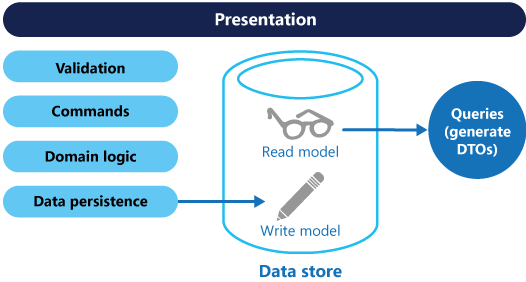 Presentation
Validation
Commands
Domain logic
Data persistence
Read model
Write model
Data store
Queries
(generate
DTOs)